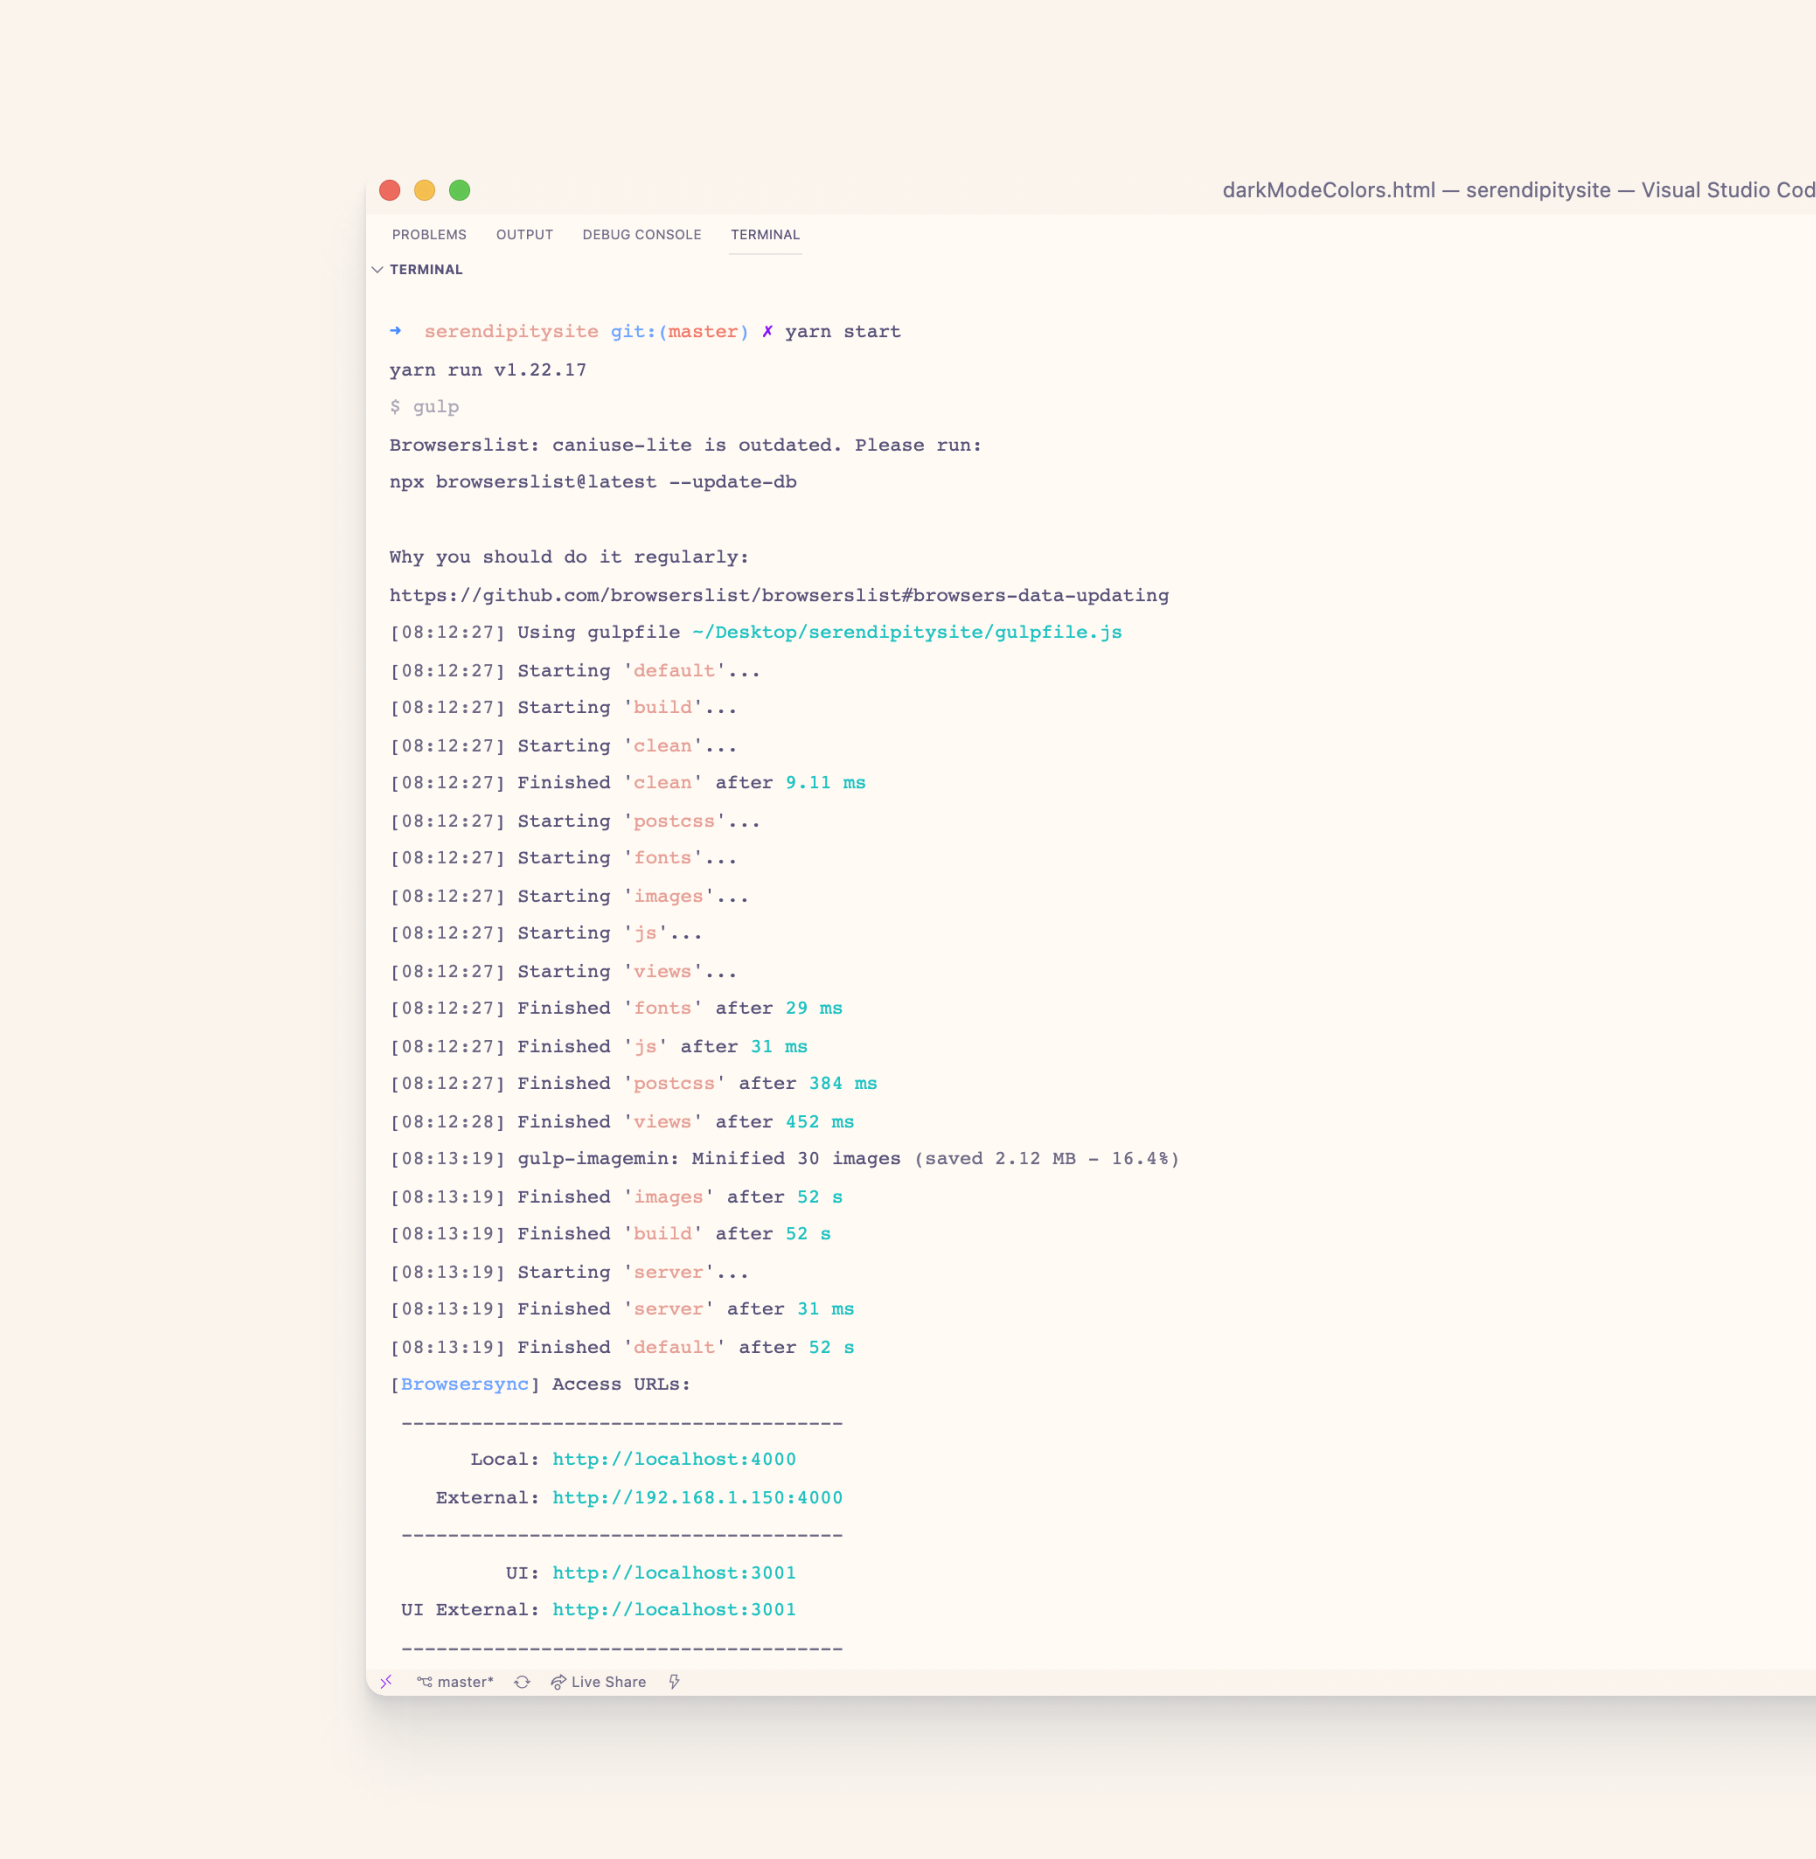 darkModeColors.html — serendipitysite — Visual Studio Cod
PROBLEMS OUTPUT DEBUG CONSOLE TERMINAL
TERMINAL
➜  serendipitysite git:(master) ✗ yarn start
yarn run v1.22.17
$ gulp
Browserslist: caniuse-lite is outdated. Please run:
npx browserslist@latest --update-db
Why you should do it regularly:
https://github.com/browserslist/browserslist#browsers-data-updating
[08:12:27] Using gulpfile ~/Desktop/serendipitysite/gulpfile.js
[08:12:27] Starting 'default'...
[08:12:27] Starting 'build'...
[08:12:27] Starting 'clean'...
[08:12:27] Finished 'clean' after 9.11 ms
[08:12:27] Starting 'postcss'...
[08:12:27] Starting 'fonts'...
[08:12:27] Starting 'images'...
[08:12:27] Starting 'js'...
[08:12:27] Starting 'views'...
[08:12:27] Finished 'fonts' after 29 ms
[08:12:27] Finished 'js' after 31 ms
[08:12:27] Finished 'postcss' after 384 ms
[08:12:28] Finished 'views' after 452 ms
[08:13:19] gulp-imagemin: Minified 30 images (saved 2.12 MB - 16.4%)
[08:13:19] Finished 'images' after 52 s
[08:13:19] Finished 'build' after 52 s
[08:13:19] Starting 'server'...
[08:13:19] Finished 'server' after 31 ms
[08:13:19] Finished 'default' after 52 s
[Browsersync] Access URLs:
--------------------------------------
Local: http://localhost:4000
External: http://192.168.1.150:4000
--------------------------------------
UI: http://localhost:3001
UI External: http://localhost:3001
--------------------------------------
master* Live Share